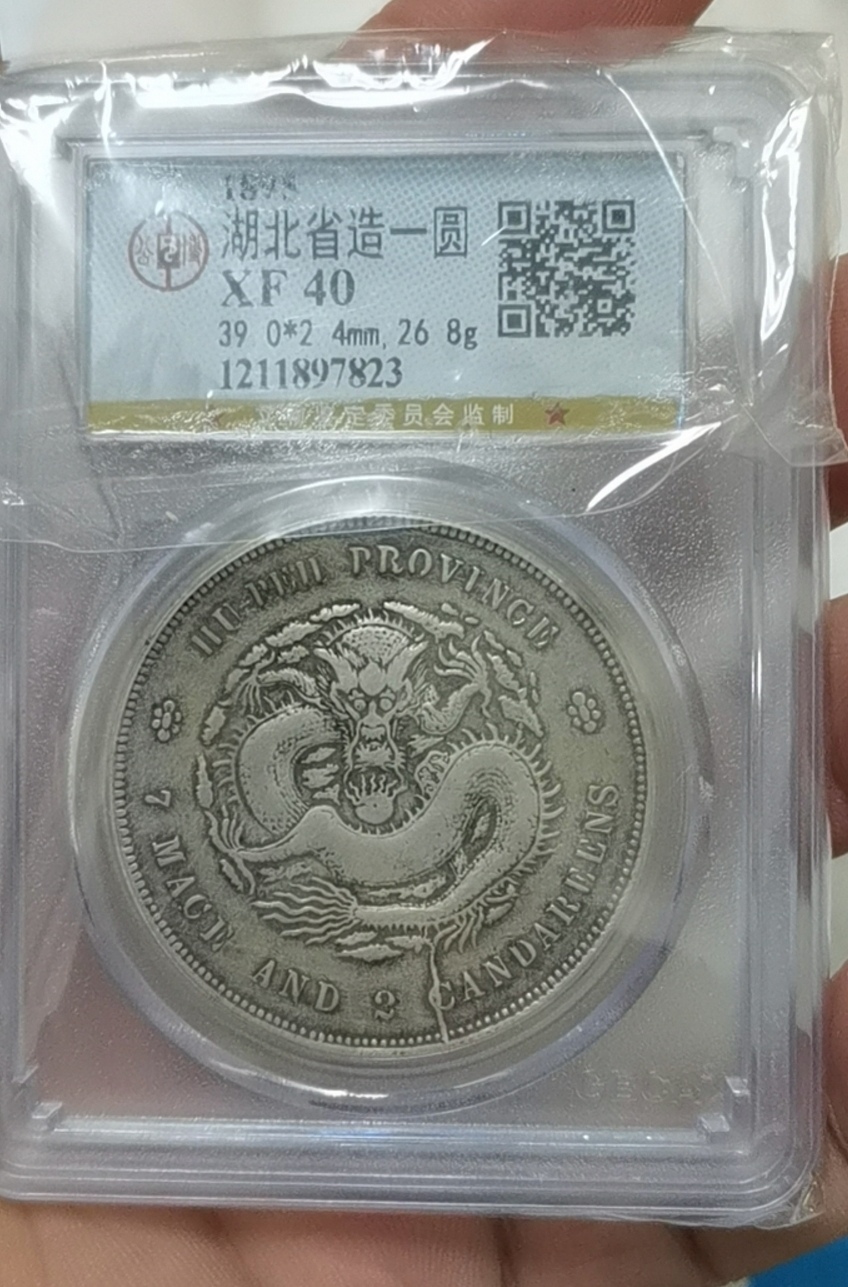 湖北省造一圆
XF 40
39 0*2 4mm, 26 8g
1211897823
定委员会监制
HU-PEH PROVINCE
7 MACE AND 2 CANDAREENS